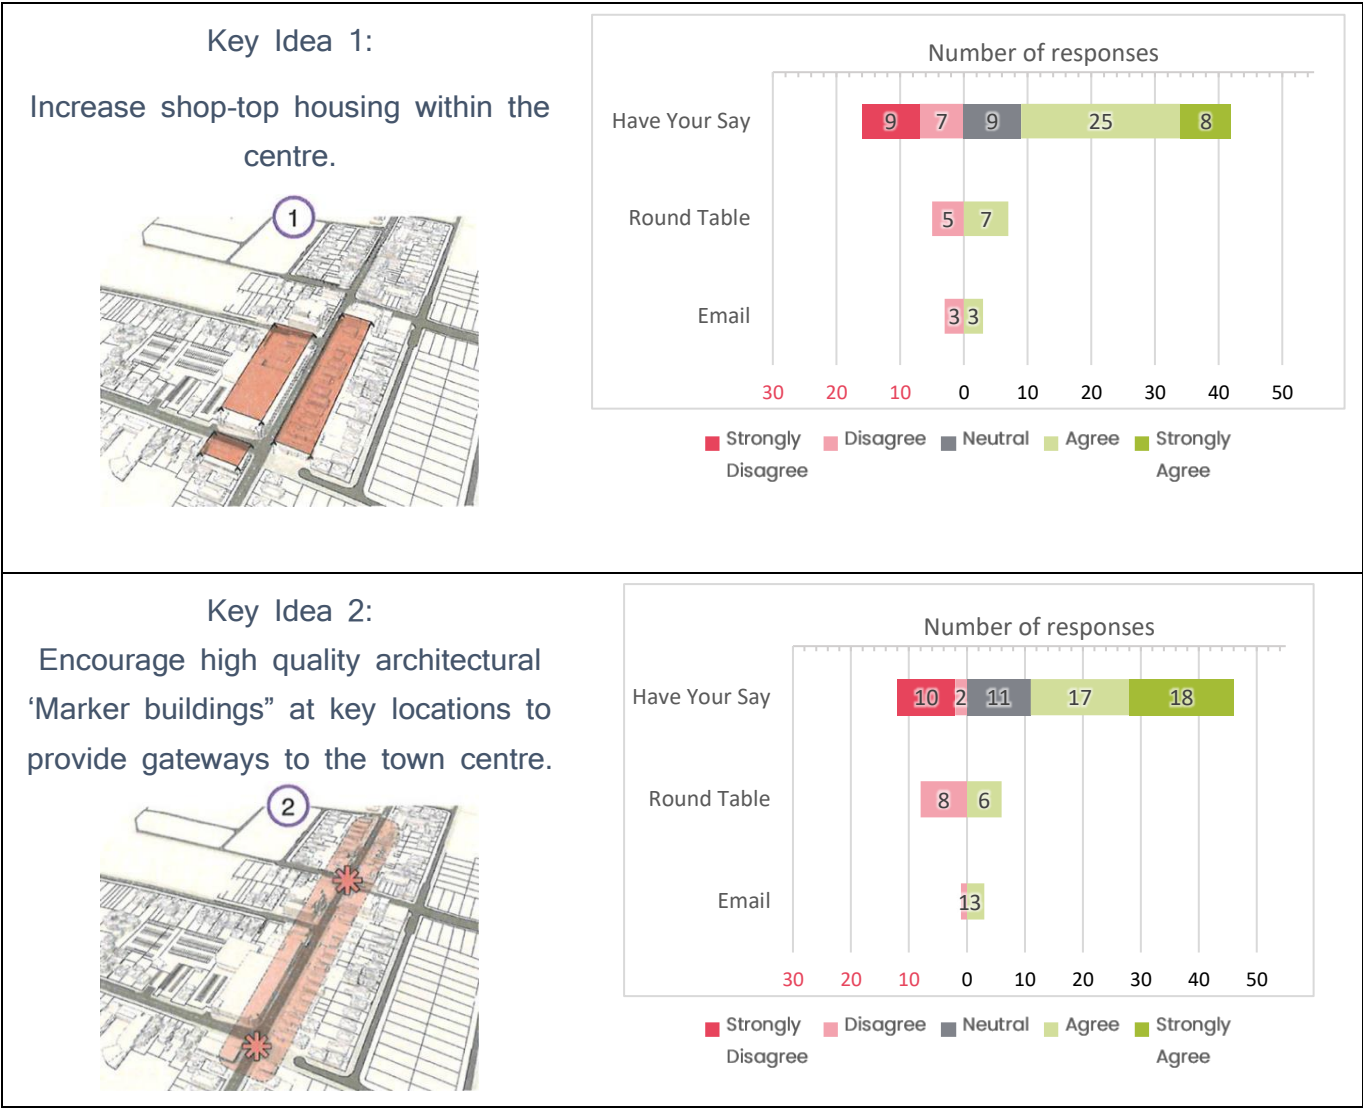 Key Idea 1:
Increase shop-top housing within the
centre.
1
Number of responses
Have Your Say
9 7 9 25 8
Round Table
5 7
Email
3 3
30 20 10 0 10 20 30 40 50
Strongly Disagree
Disagree
Neutral
Agree
Strongly Agree
Key Idea 2:
Encourage high quality architectural
‘Marker buildings” at key locations to
provide gateways to the town centre.
2
Number of responses
Have Your Say
10 2 11 17 18
Round Table
8 6
Email
1 3
30 20 10 0 10 20 30 40 50
Strongly Disagree
Disagree
Neutral
Agree
Strongly Agree